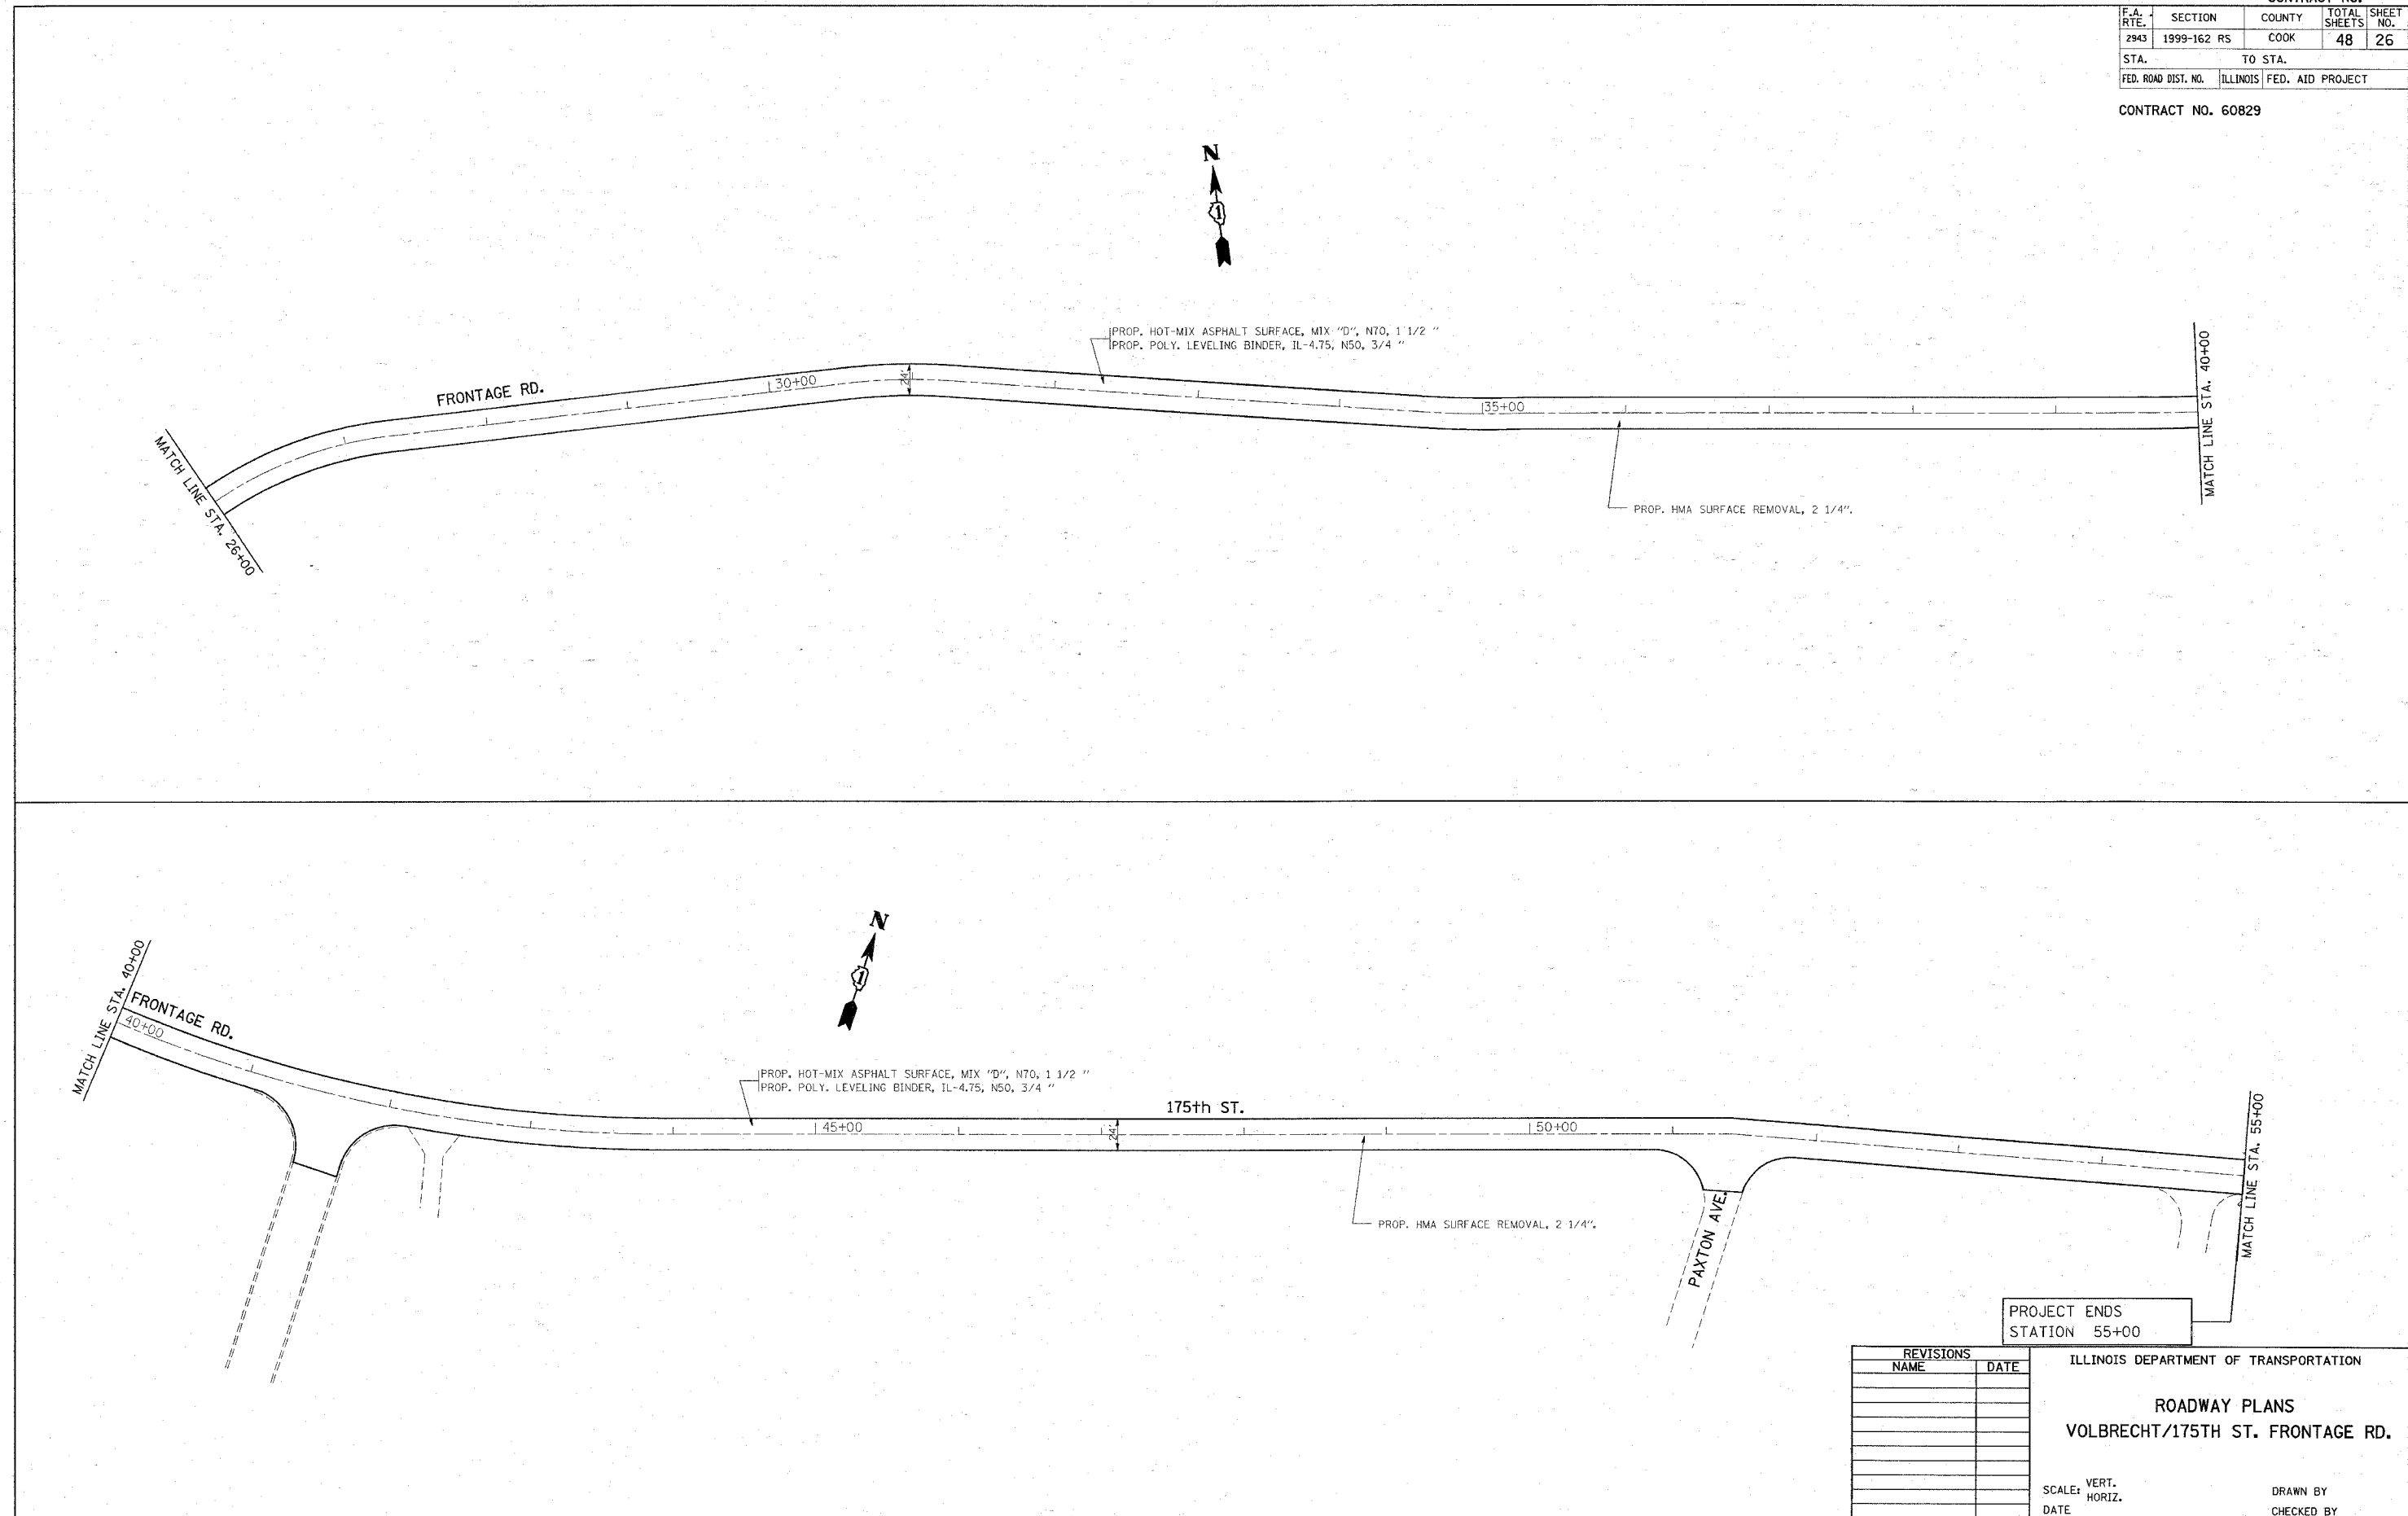 F.A. RTE. SECTION COUNTY TOTAL SHEETS SHEET NO.
2943 1999-162 RS COOK 48 26
STA. TO STA.
FED. ROAD DIST. NO. ILLINOIS FED. AID PROJECT
CONTRACT NO. 60829
N
1
PROP. HOT-MIX ASPHALT SURFACE, MIX "D", N70, 1 1/2 "
PROP. POLY. LEVELING BINDER, IL-4.75, N50, 3/4 "
FRONTAGE RD.
30+00
24'
35+00
MATCH LINE STA. 40+00
MATCH LINE STA. 26+00
PROP. HMA SURFACE REMOVAL, 2 1/4".
N
1
MATCH LINE STA. 40+00
FRONTAGE RD.
40+00
PROP. HOT-MIX ASPHALT SURFACE, MIX "D", N70, 1 1/2 "
PROP. POLY. LEVELING BINDER, IL-4.75, N50, 3/4 "
175th ST.
45+00
24'
50+00
MATCH LINE STA. 55+00
PROP. HMA SURFACE REMOVAL, 2 1/4".
PAXTON AVE.
PROJECT ENDS
STATION 55+00
REVISIONS
NAME DATE
ILLINOIS DEPARTMENT OF TRANSPORTATION
ROADWAY PLANS
VOLBRECHT/175TH ST. FRONTAGE RD.
SCALE: VERT.
HORIZ.
DRAWN BY
DATE
CHECKED BY